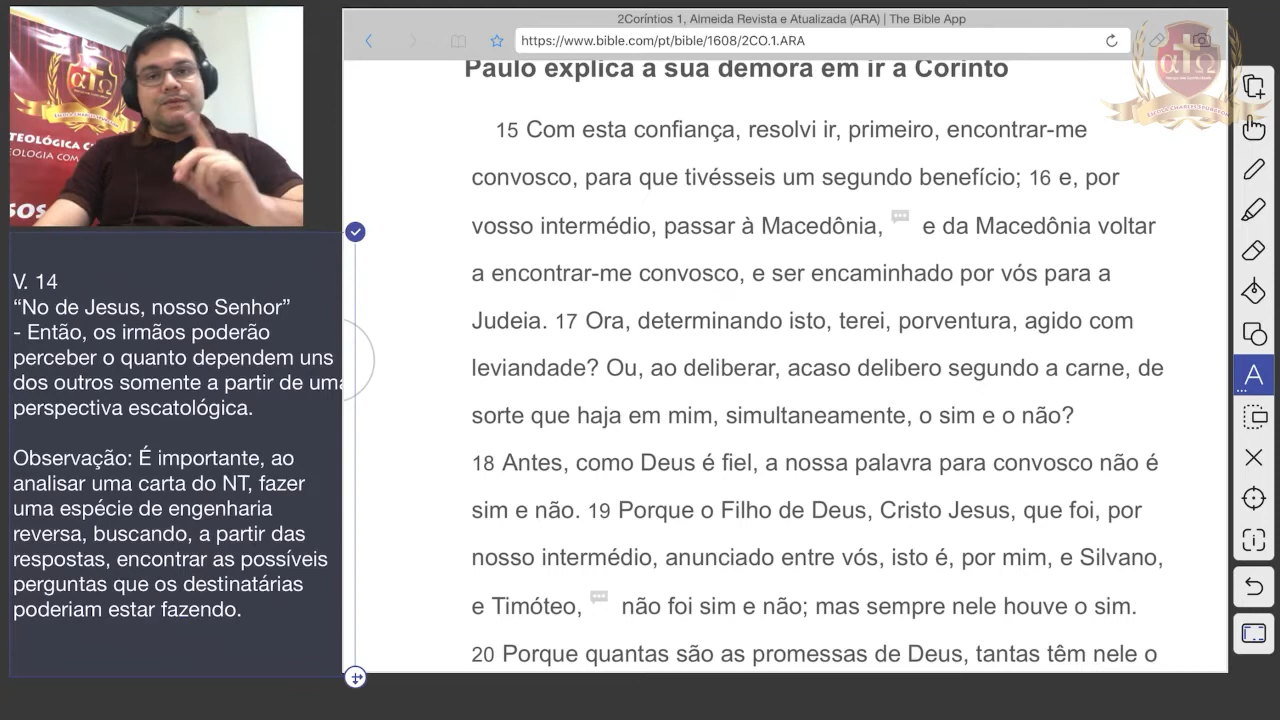 2Coríntios 1, Almeida Revista e Atualizada (ARA) | The Bible App
https://www.bible.com/pt/bible/1608/2CO.1.ARA
Paulo explica a sua demora em ir a Corinto
15 Com esta confiança, resolvi ir, primeiro, encontrar-me
convosco, para que tivésseis um segundo benefício; 16 e, por
vosso intermédio, passar à Macedônia, e da Macedônia voltar
a encontrar-me convosco, e ser encaminhado por vós para a
Judeia. 17 Ora, determinando isto, terei, porventura, agido com
leviandade? Ou, ao deliberar, acaso delibero segundo a carne, de
sorte que haja em mim, simultaneamente, o sim e o não?
18 Antes, como Deus é fiel, a nossa palavra para convosco não é
sim e não. 19 Porque o Filho de Deus, Cristo Jesus, que foi, por
nosso intermédio, anunciado entre vós, isto é, por mim, e Silvano,
e Timóteo, não foi sim e não; mas sempre nele houve o sim.
20 Porque quantas são as promessas de Deus, tantas têm nele o
V. 14
“No de Jesus, nosso Senhor”
- Então, os irmãos poderão
perceber o quanto dependem uns
dos outros somente a partir de uma
perspectiva escatológica.
Observação: É importante, ao
analisar uma carta do NT, fazer
uma espécie de engenharia
reversa, buscando, a partir das
respostas, encontrar as possíveis
perguntas que os destinatárias
poderiam estar fazendo.
TEOLÓGICA
TEOLOGIA COM
SOS
α Ω
ESCOLA CHARLES SPURGEON
A